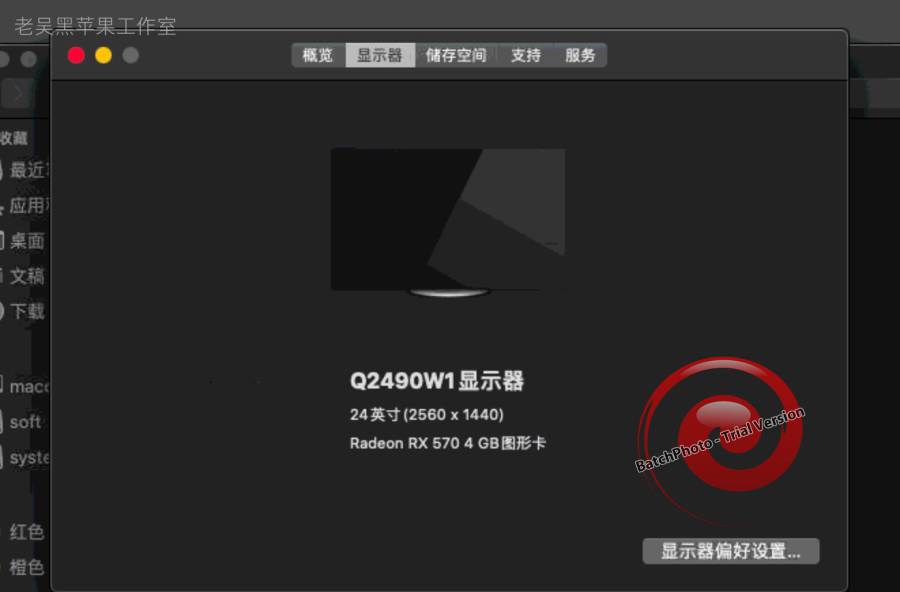 老吴黑苹果工作室
概览 显示器 储存空间 支持 服务
收藏
最近
应用
桌面
文稿
下载
mac
soft
syste
红色
橙色
Q2490W1显示器
24英寸(2560 x 1440)
Radeon RX 570 4 GB图形卡
BatchPhoto - Trial Version
显示器偏好设置...